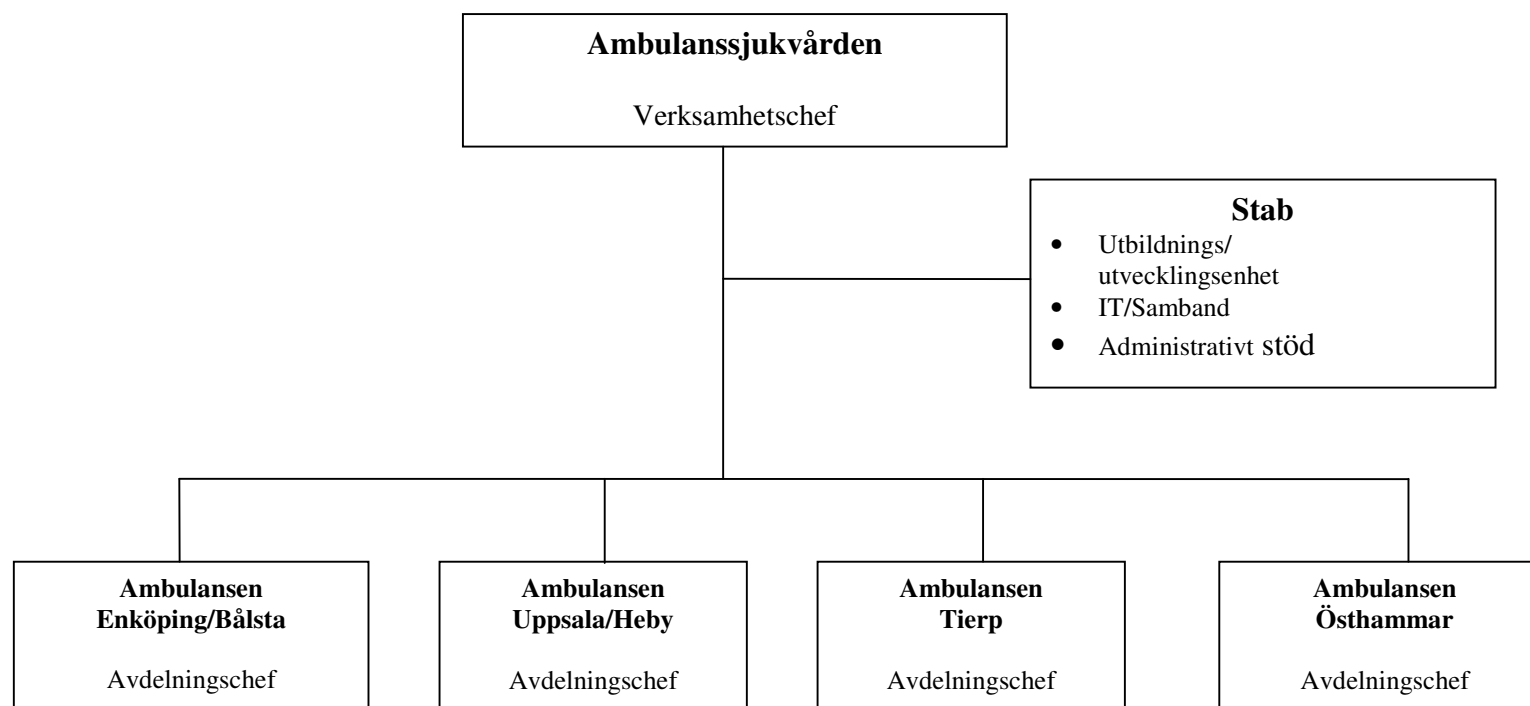 Ambulanssjukvården
Verksamhetschef
Stab
• Utbildnings/
utvecklingsenhet
• IT/Samband
• Administrativt stöd
Ambulansen
Enköping/Bålsta
Avdelningschef
Ambulansen
Uppsala/Heby
Avdelningschef
Ambulansen
Tierp
Avdelningschef
Ambulansen
Östhammar
Avdelningschef